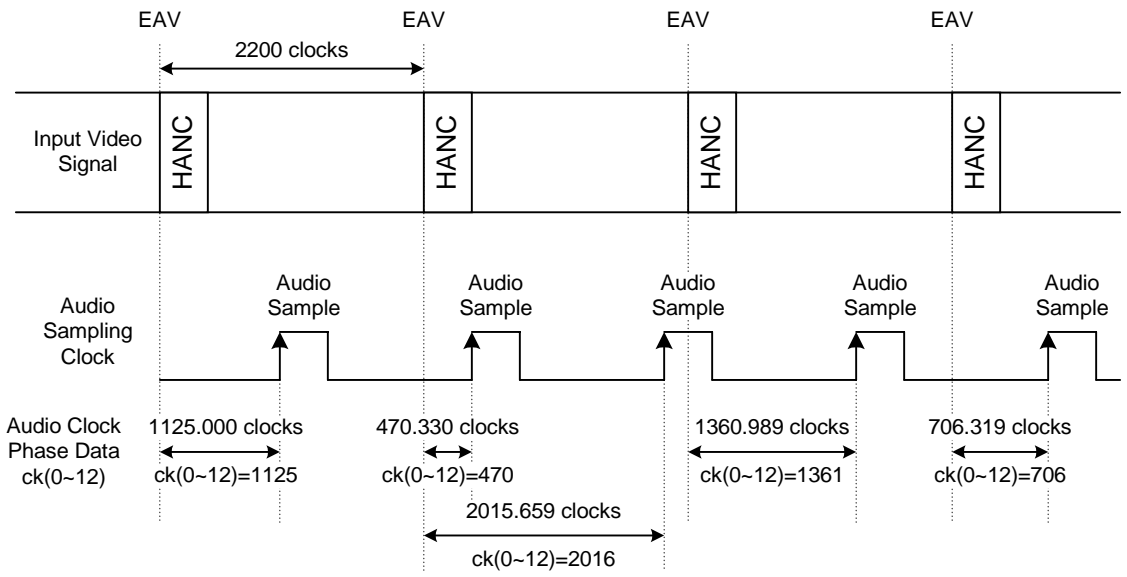 EAV EAV EAV EAV
2200 clocks
Input Video
Signal
HANC HANC HANC HANC
Audio
Sampling
Clock
Audio
Sample
Audio
Sample
Audio
Sample
Audio
Sample
Audio
Sample
Audio Clock
Phase Data
ck(0~12)
1125.000 clocks
ck(0~12)=1125
470.330 clocks
ck(0~12)=470
2015.659 clocks
ck(0~12)=2016
1360.989 clocks
ck(0~12)=1361
706.319 clocks
ck(0~12)=706